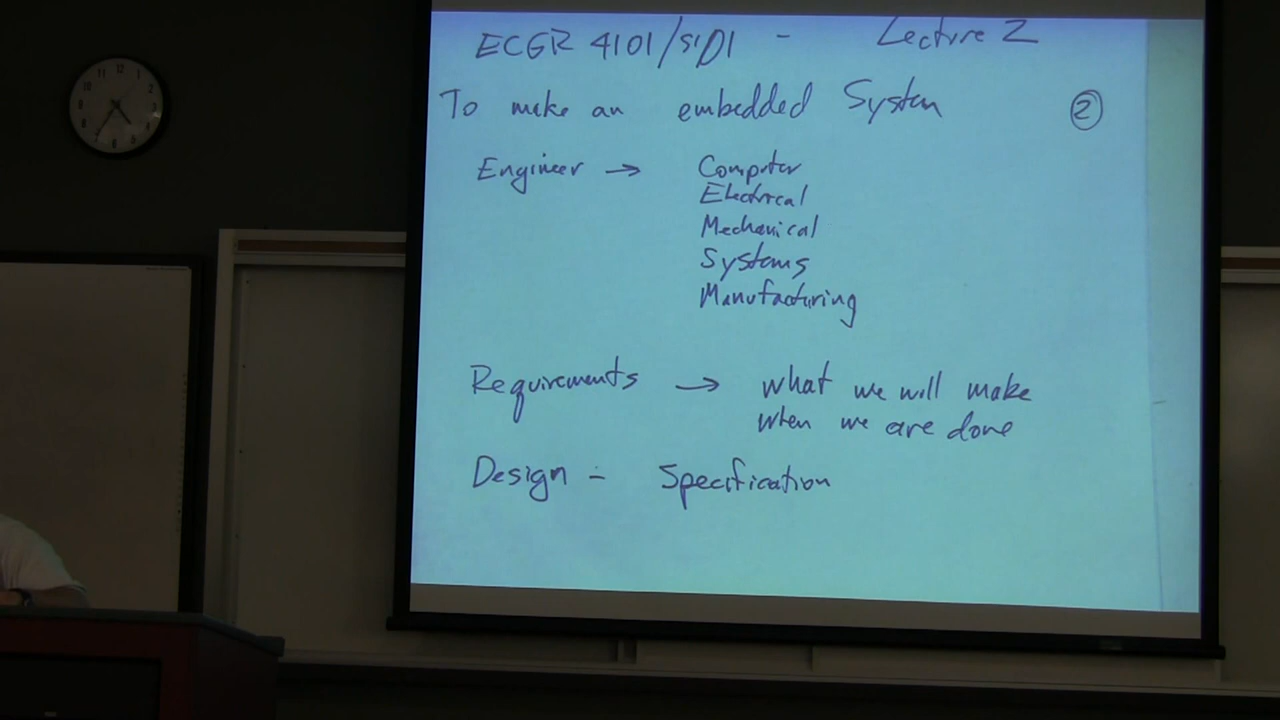 ECGR 4101/5101 - Lecture 2
To make an embedded System
2
Engineer → Computer
Electrical
Mechanical
Systems
Manufacturing
Requirements → what we will make
when we are done
Design - Specification